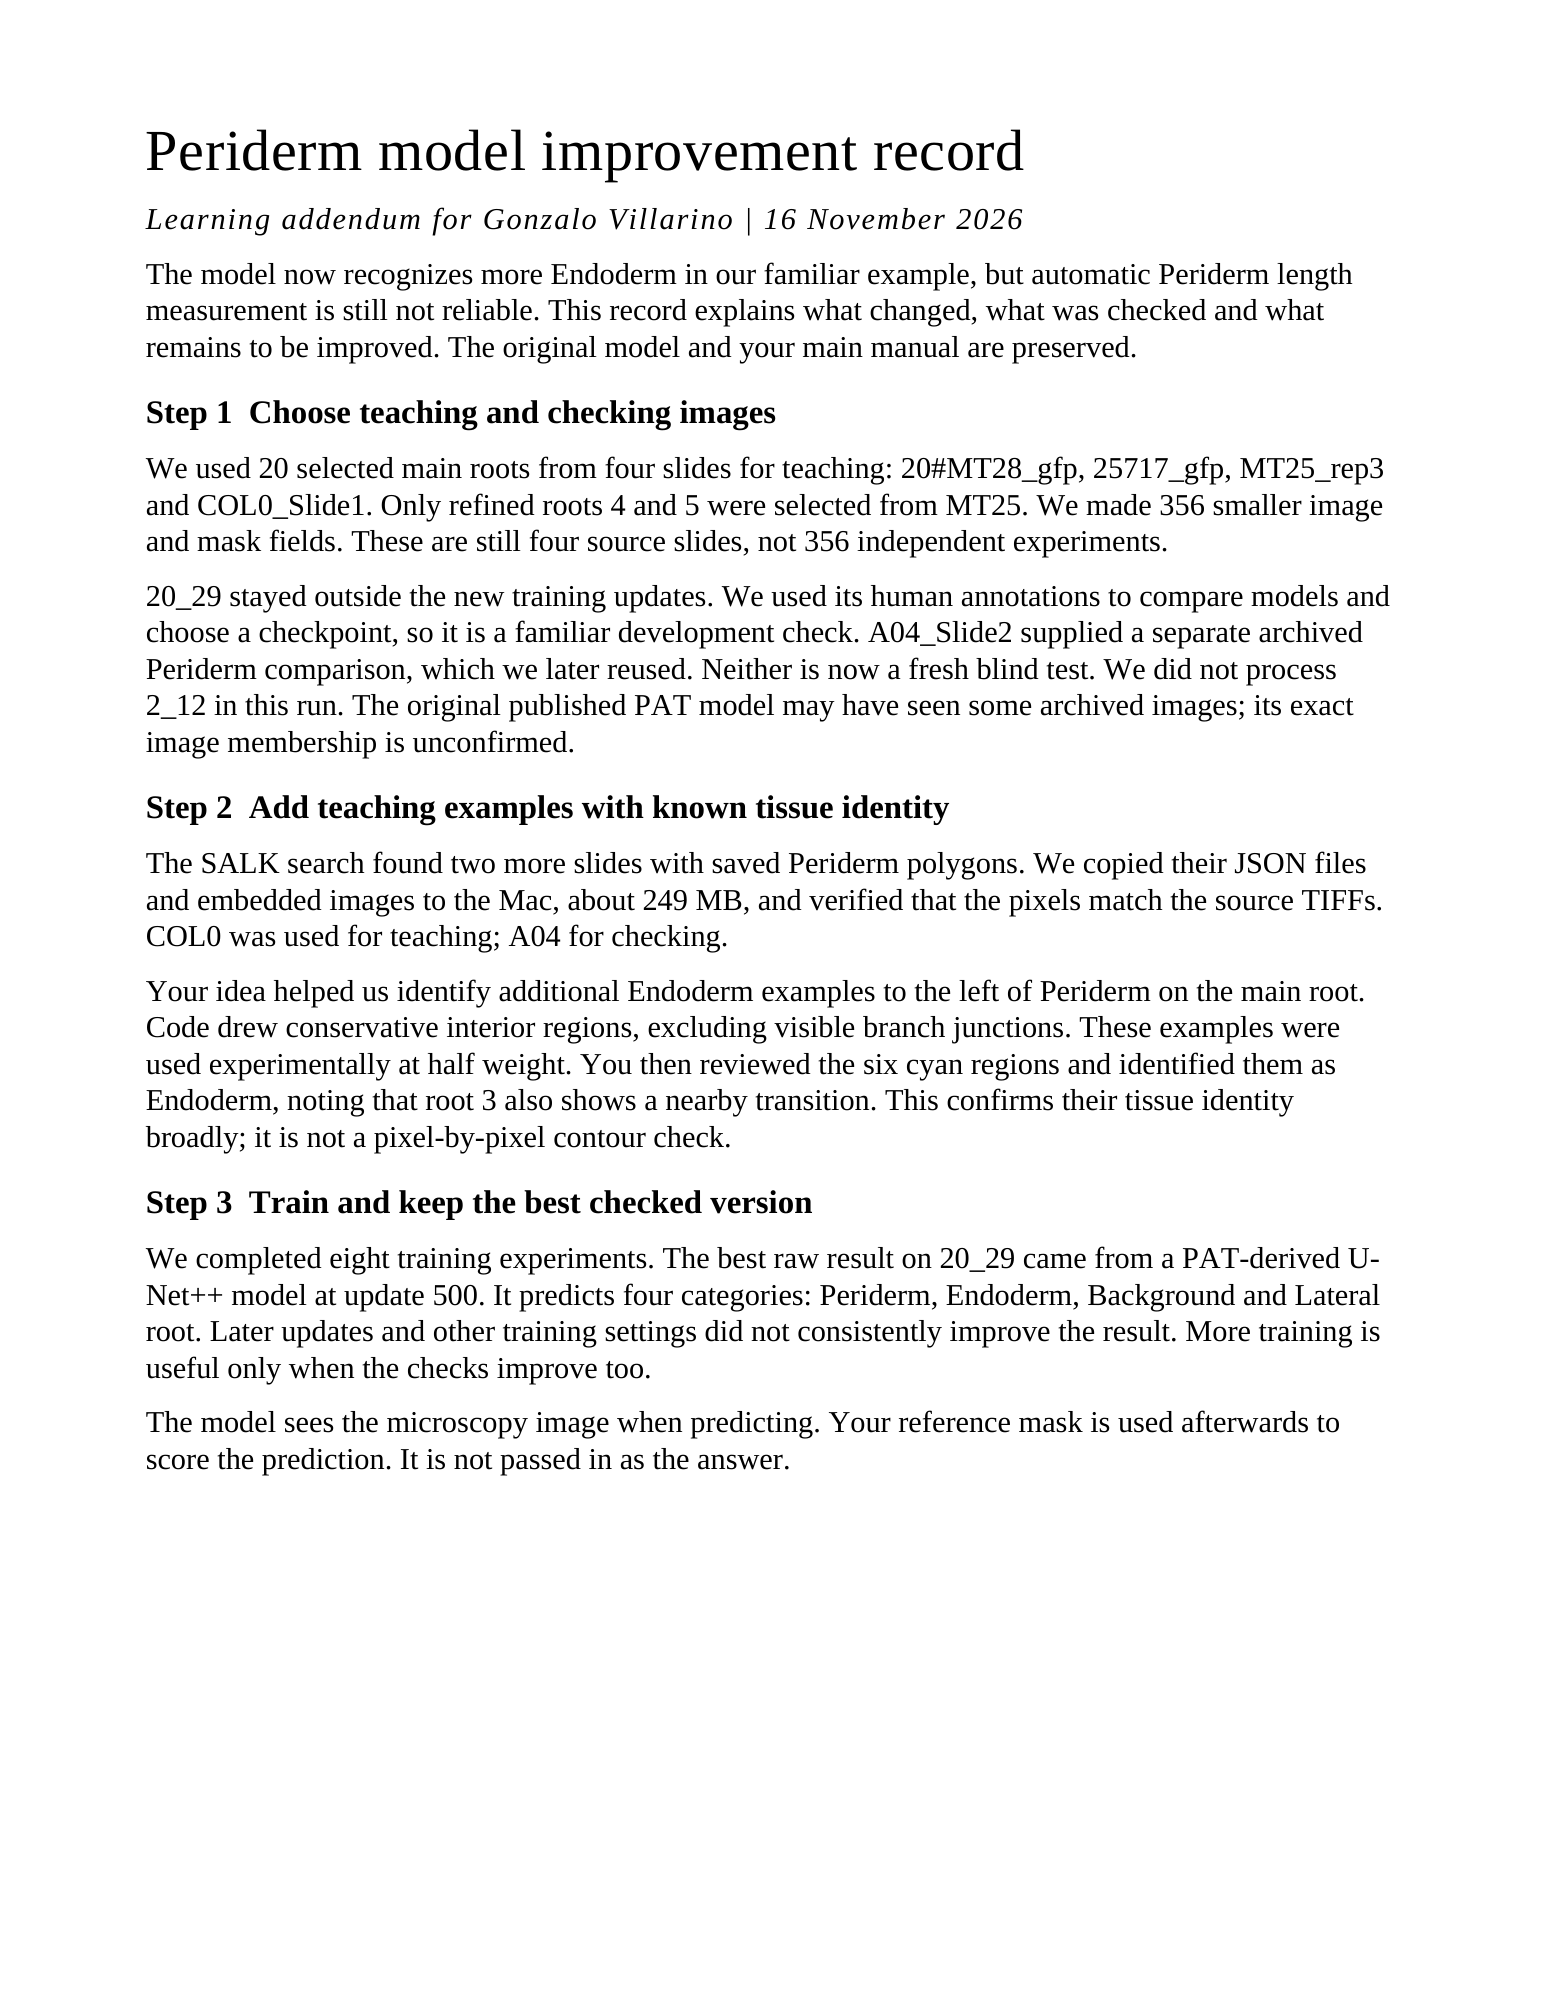 Periderm model improvement record
Learning addendum for Gonzalo Villarino | 16 November 2026
The model now recognizes more Endoderm in our familiar example, but automatic Periderm length
measurement is still not reliable. This record explains what changed, what was checked and what
remains to be improved. The original model and your main manual are preserved.
Step 1  Choose teaching and checking images
We used 20 selected main roots from four slides for teaching: 20#MT28_gfp, 25717_gfp, MT25_rep3
and COL0_Slide1. Only refined roots 4 and 5 were selected from MT25. We made 356 smaller image
and mask fields. These are still four source slides, not 356 independent experiments.
20_29 stayed outside the new training updates. We used its human annotations to compare models and
choose a checkpoint, so it is a familiar development check. A04_Slide2 supplied a separate archived
Periderm comparison, which we later reused. Neither is now a fresh blind test. We did not process
2_12 in this run. The original published PAT model may have seen some archived images; its exact
image membership is unconfirmed.
Step 2  Add teaching examples with known tissue identity
The SALK search found two more slides with saved Periderm polygons. We copied their JSON files
and embedded images to the Mac, about 249 MB, and verified that the pixels match the source TIFFs.
COL0 was used for teaching; A04 for checking.
Your idea helped us identify additional Endoderm examples to the left of Periderm on the main root.
Code drew conservative interior regions, excluding visible branch junctions. These examples were
used experimentally at half weight. You then reviewed the six cyan regions and identified them as
Endoderm, noting that root 3 also shows a nearby transition. This confirms their tissue identity
broadly; it is not a pixel-by-pixel contour check.
Step 3  Train and keep the best checked version
We completed eight training experiments. The best raw result on 20_29 came from a PAT-derived U-
Net++ model at update 500. It predicts four categories: Periderm, Endoderm, Background and Lateral
root. Later updates and other training settings did not consistently improve the result. More training is
useful only when the checks improve too.
The model sees the microscopy image when predicting. Your reference mask is used afterwards to
score the prediction. It is not passed in as the answer.